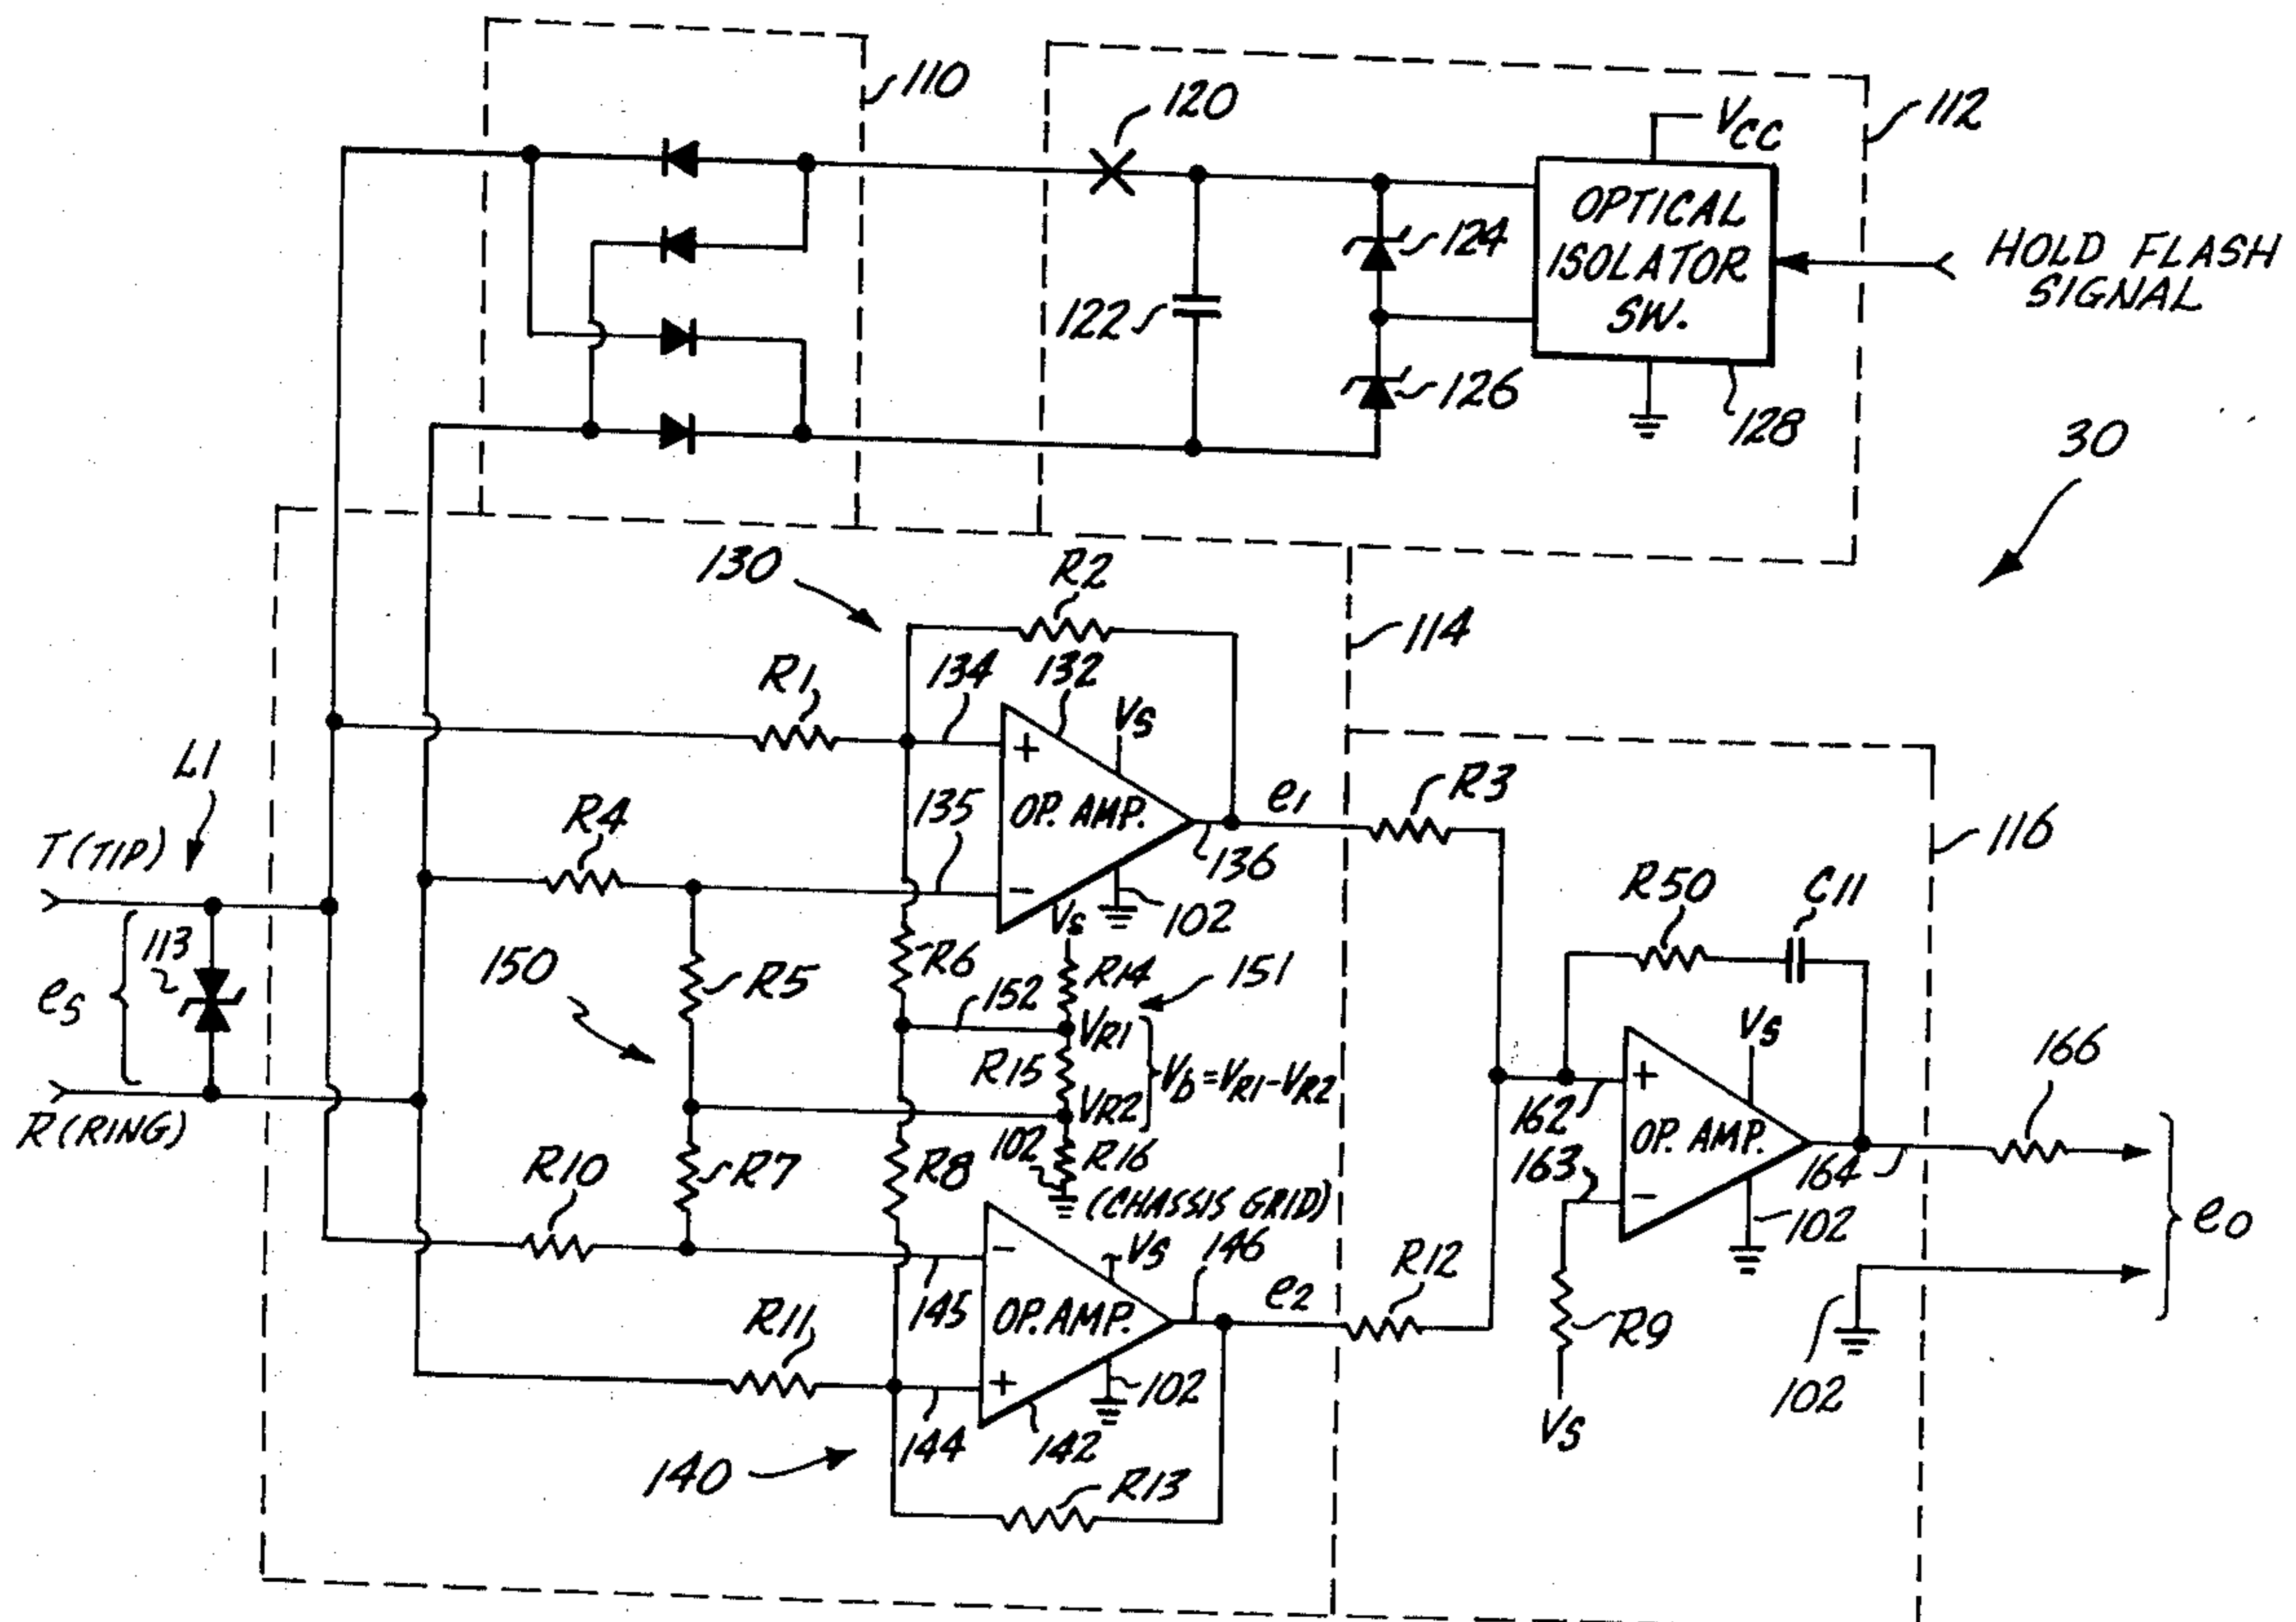 110
120
112
VCC
OPTICAL
ISOLATOR
SW.
HOLD FLASH
SIGNAL
124
122
126
128
30
130
R2
114
R1
134
132
VS
+
L1
R4
135
OP. AMP.
e1
R3
136
116
T (TIP)
-
102
R50
C11
113
eS
150
R5
R6
VS
R14
151
152
VR1
R15
Vb=VR1-VR2
VR2
VS
166
+
162
OP. AMP.
R (RING)
R10
R7
R8
102
R16
(CHASSIS GRID)
163
-
164
102
eO
-
VS
146
145
OP. AMP.
e2
R12
R11
R9
+
102
102
144
142
VS
140
R13